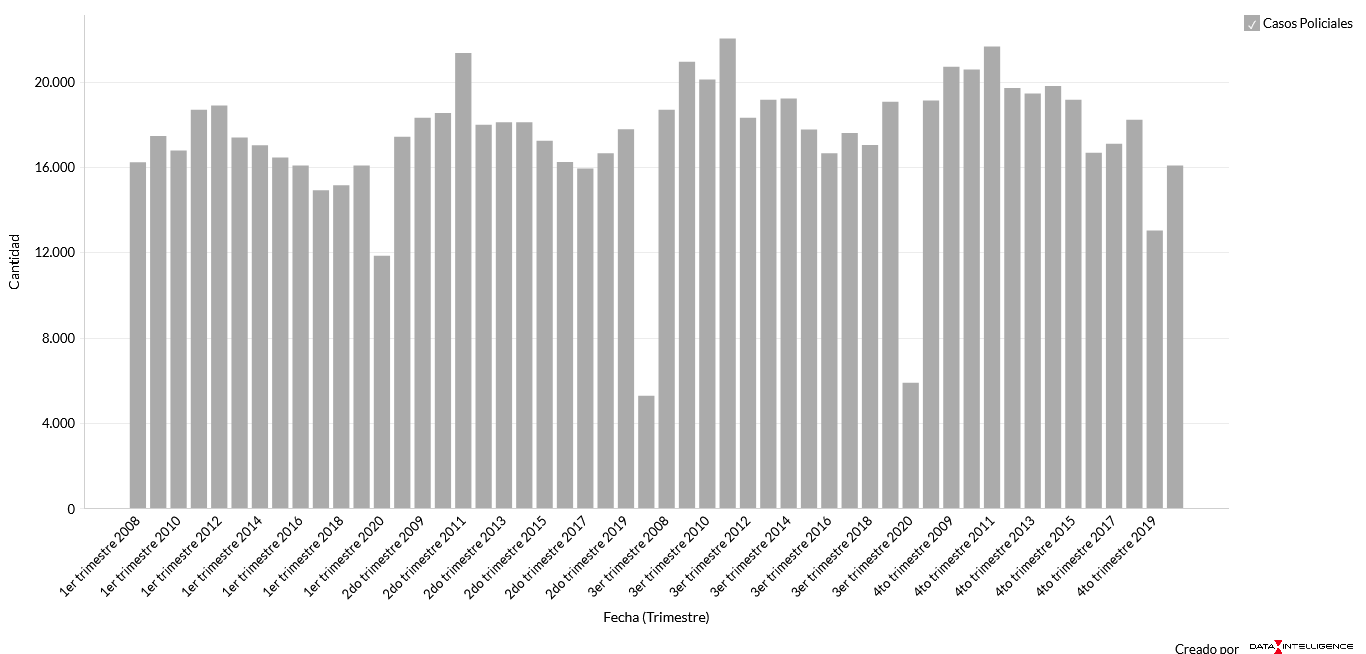 Casos Policiales
20.000
16.000
12.000
8.000
4.000
0
Cantidad
1er trimestre 2008
1er trimestre 2010
1er trimestre 2012
1er trimestre 2014
1er trimestre 2016
1er trimestre 2018
1er trimestre 2020
2do trimestre 2009
2do trimestre 2011
2do trimestre 2013
2do trimestre 2015
2do trimestre 2017
2do trimestre 2019
3er trimestre 2008
3er trimestre 2010
3er trimestre 2012
3er trimestre 2014
3er trimestre 2016
3er trimestre 2018
3er trimestre 2020
4to trimestre 2009
4to trimestre 2011
4to trimestre 2013
4to trimestre 2015
4to trimestre 2017
4to trimestre 2019
Fecha (Trimestre)
Creado por DATA INTELLIGENCE